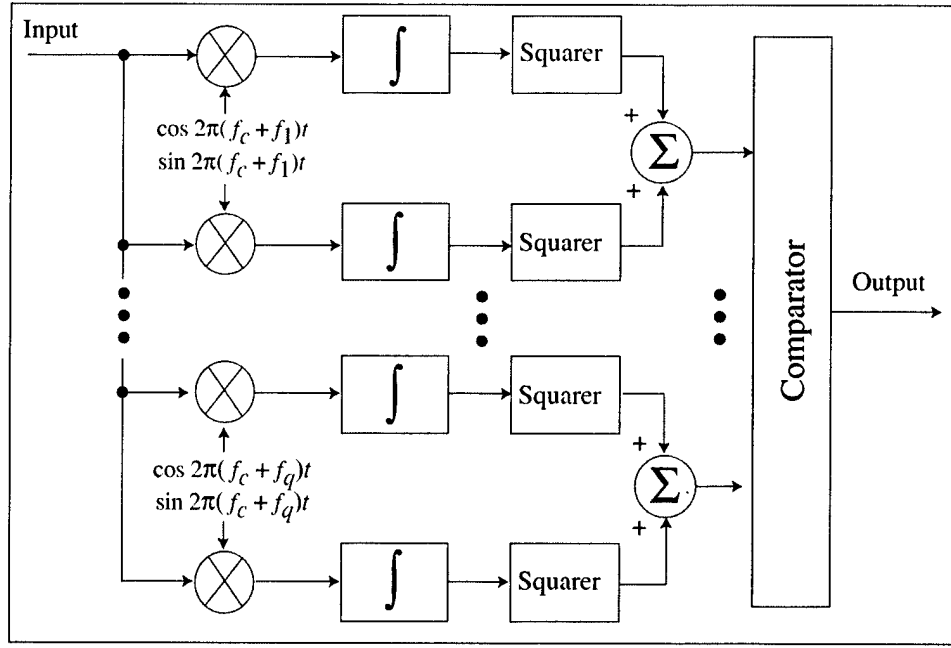 Input
∫
Squarer
+
cos 2π(f_c + f_1)t
sin 2π(f_c + f_1)t
Σ
+
∫
Squarer
Comparator
Output
∫
Squarer
+
cos 2π(f_c + f_q)t
sin 2π(f_c + f_q)t
Σ
+
∫
Squarer